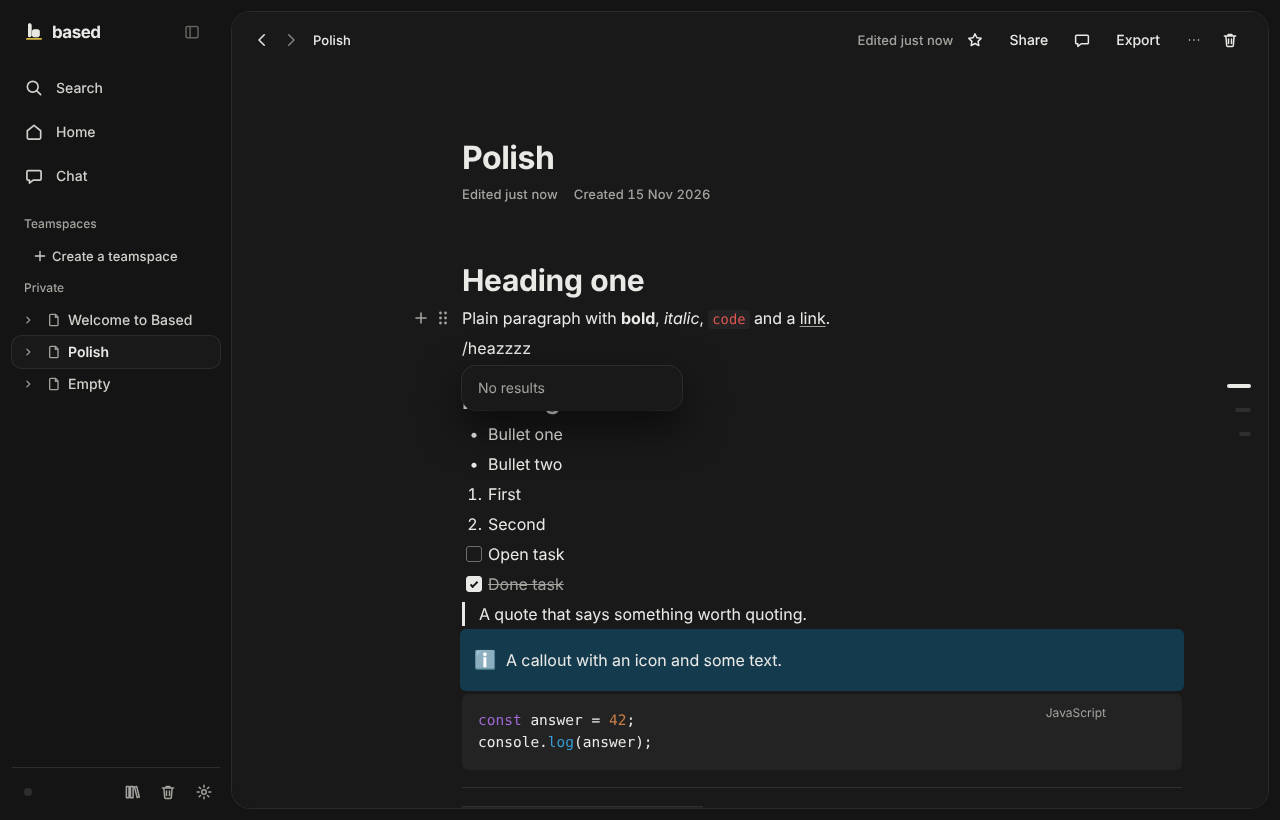 based
Search
Home
Chat
Teamspaces
Create a teamspace
Private
Welcome to Based
Polish
Empty
Polish
Edited just now
Share
Export
Polish
Edited just now Created 15 Nov 2026
Heading one
Plain paragraph with bold, italic, code and a link.
/heazzzz
No results
• Bullet one
• Bullet two
1. First
2. Second
Open task
Done task
A quote that says something worth quoting.
A callout with an icon and some text.
JavaScript
const answer = 42;
console.log(answer);